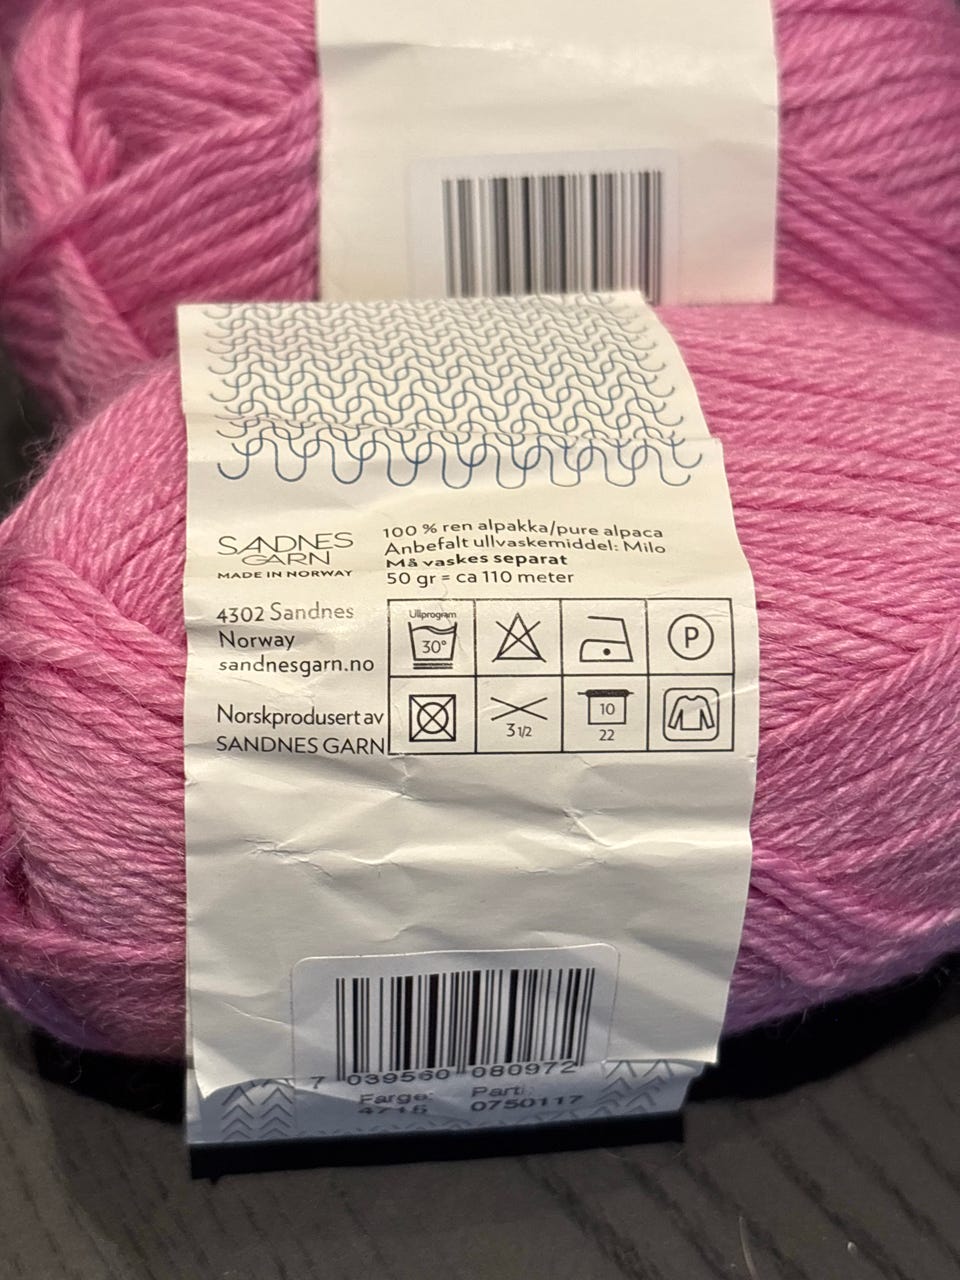 SANDNES
GARN
MADE IN NORWAY
100 % ren alpakka/pure alpaca
Anbefalt ullvaskemiddel: Milo
Må vaskes separat
50 gr = ca 110 meter
4302 Sandnes
Norway
sandnesgarn.no
Norskprodusert av
SANDNES GARN
Ullprogram
30°
P
3 1/2
10
22
7 039560 080972
Farge: Parti:
4715 0750117